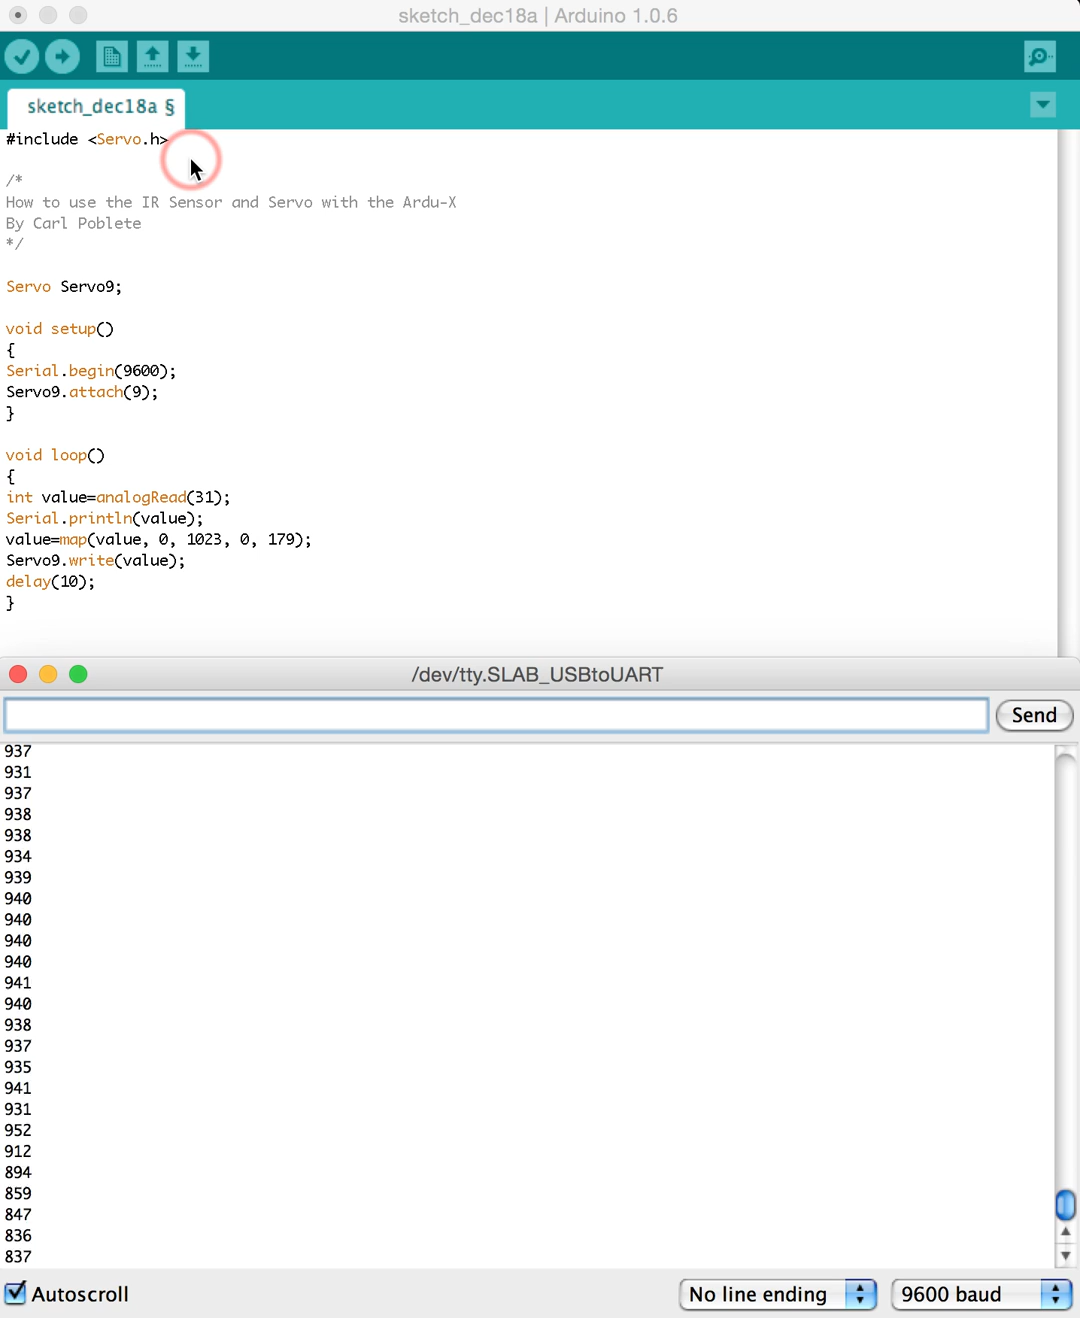 sketch_dec18a | Arduino 1.0.6
sketch_dec18a §
#include <Servo.h>
/*
How to use the IR Sensor and Servo with the Ardu-X
By Carl Poblete
*/
Servo Servo9;
void setup()
{
Serial.begin(9600);
Servo9.attach(9);
}
void loop()
{
int value=analogRead(31);
Serial.println(value);
value=map(value, 0, 1023, 0, 179);
Servo9.write(value);
delay(10);
}
/dev/tty.SLAB_USBtoUART
Send
937
931
937
938
938
934
939
940
940
940
940
941
940
938
937
935
941
931
952
912
894
859
847
836
837
Autoscroll
No line ending
9600 baud